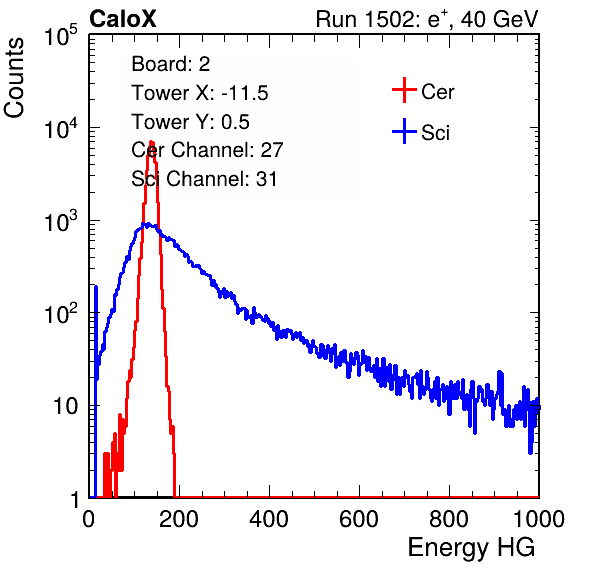 CaloX Run 1502: e⁺, 40 GeV
Counts
10⁵
10⁴
10³
10²
10
1
Board: 2
Tower X: -11.5
Tower Y: 0.5
Cer Channel: 27
Sci Channel: 31
Cer
Sci
0 200 400 600 800 1000
Energy HG